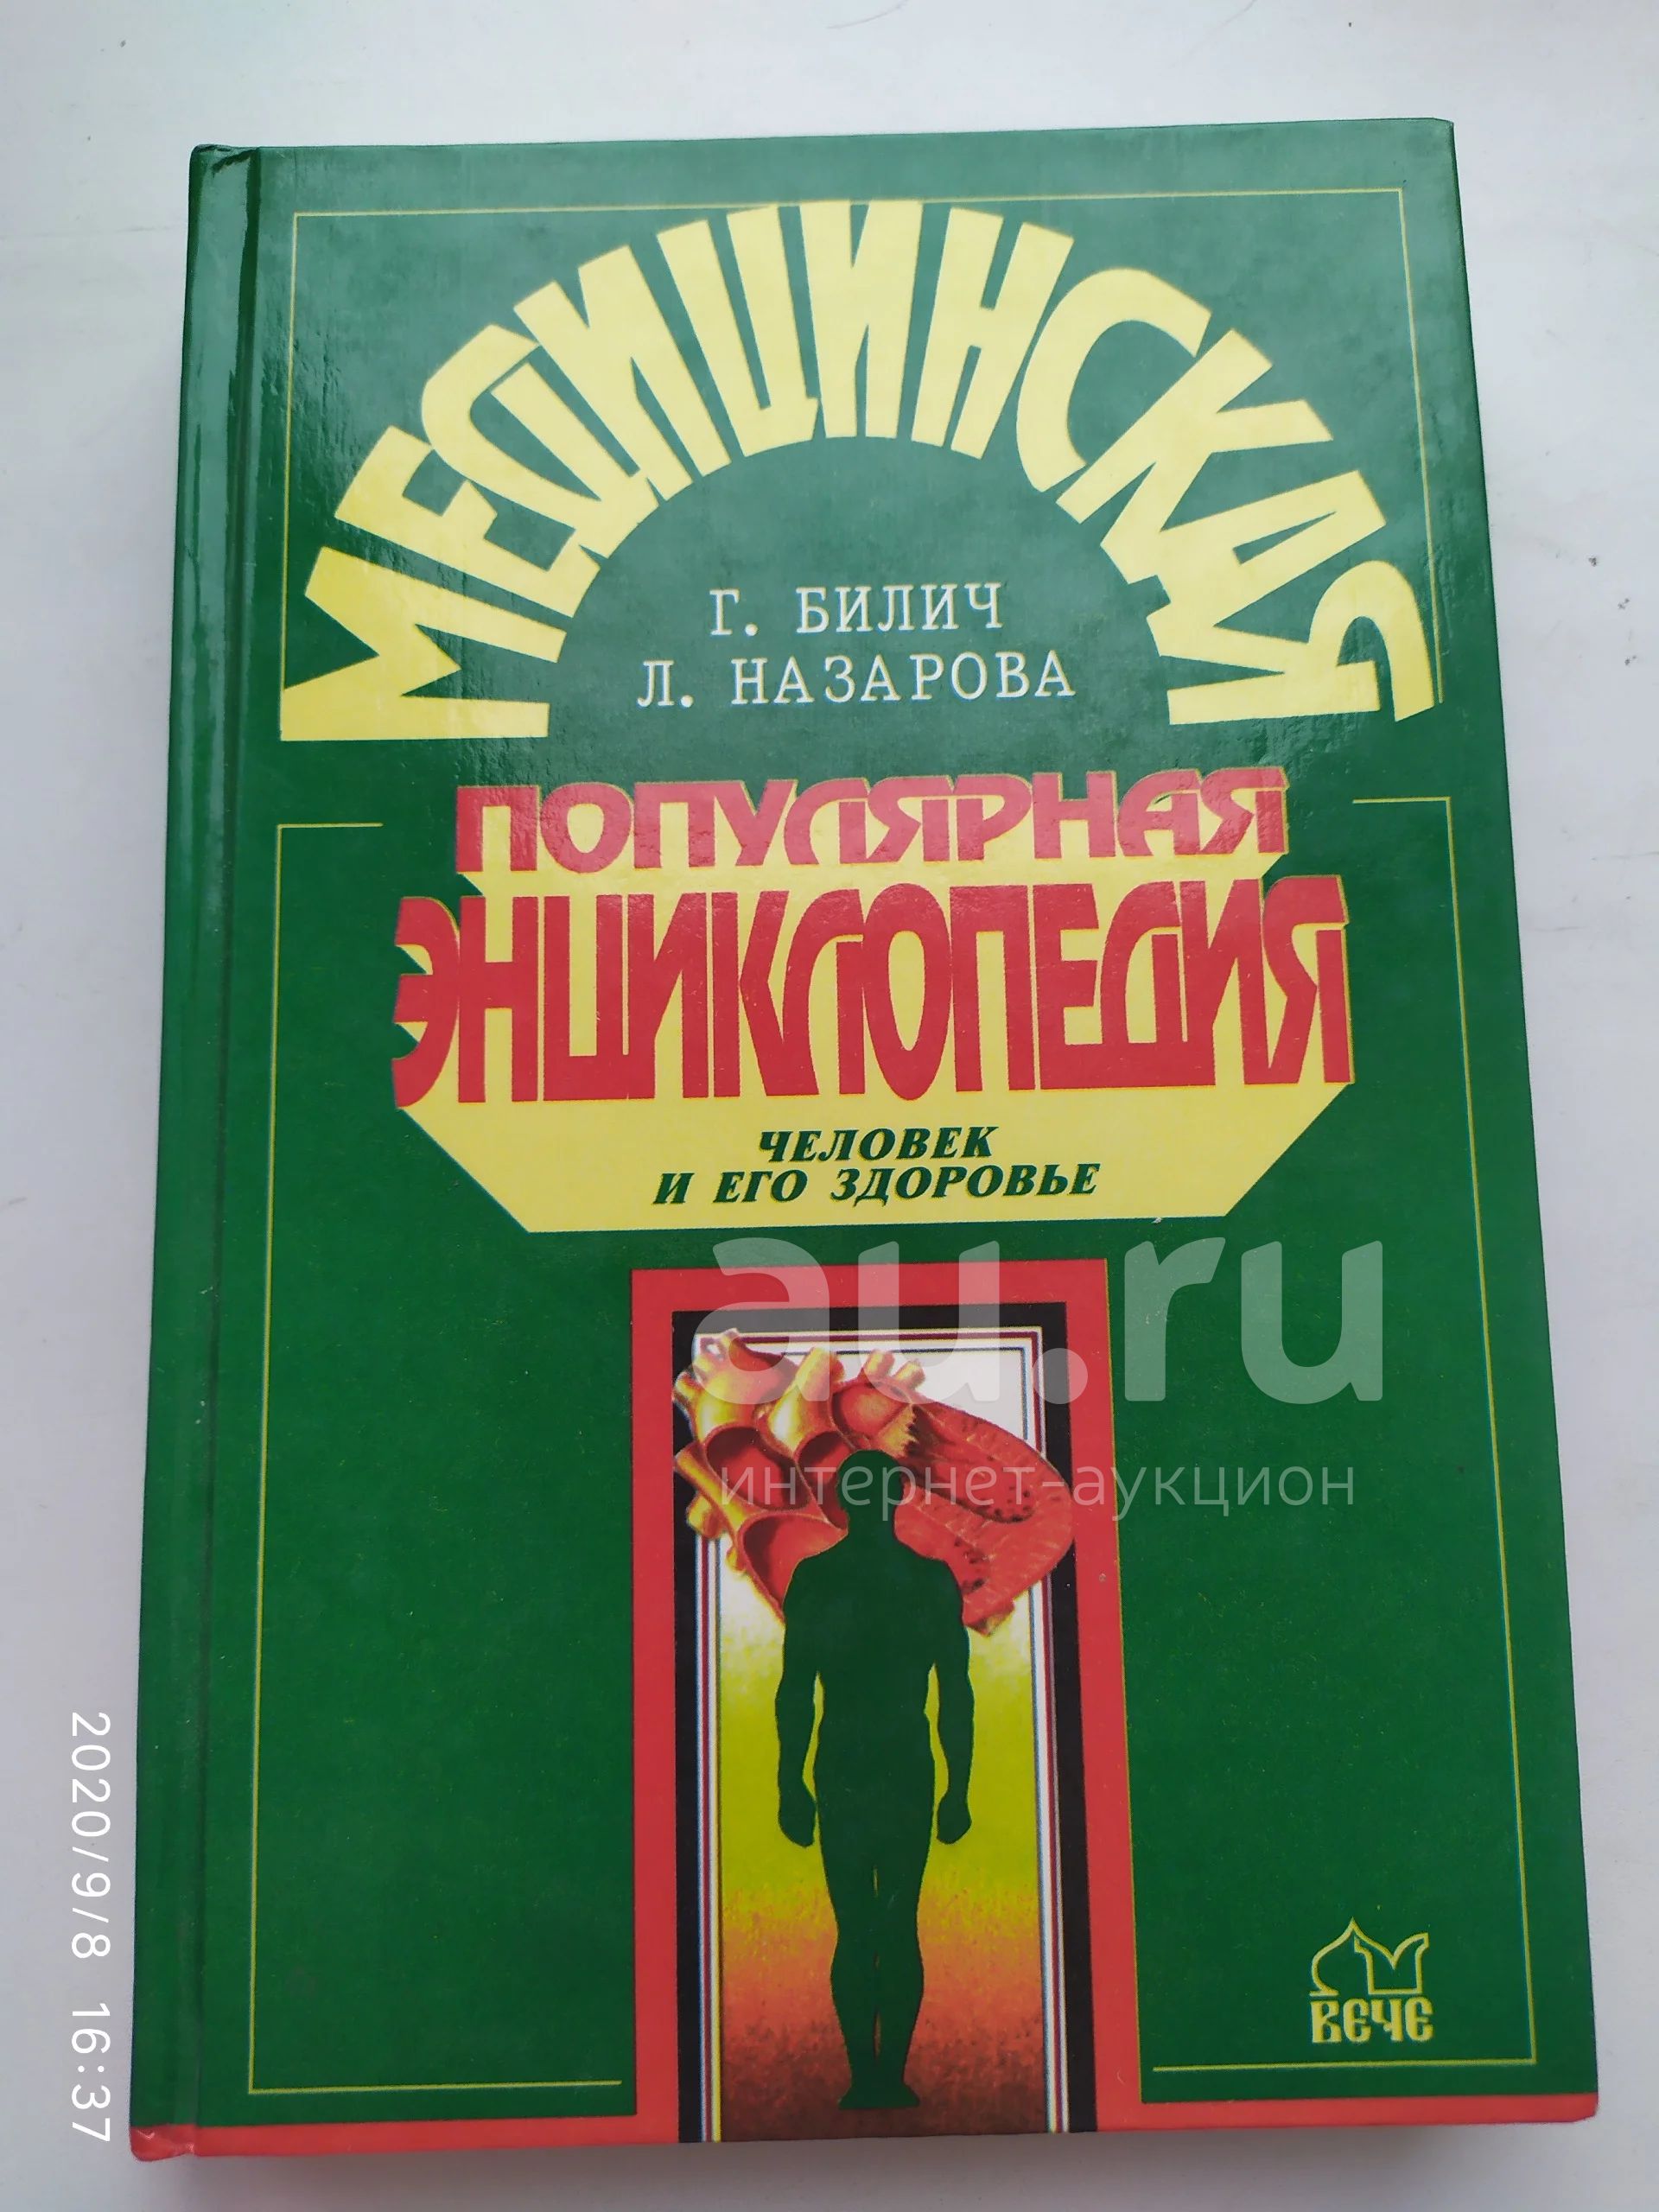 МЕДИЦИНСКАЯ
Г. БИЛИЧ
Л. НАЗАРОВА
ПОПУЛЯРНАЯ
ЭНЦИКЛОПЕДИЯ
ЧЕЛОВЕК
И ЕГО ЗДОРОВЬЕ
au.ru
интернет-аукцион
ВЕЧЕ
2020/9/8 16:37